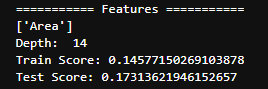 =========== Features ===========
['Area']
Depth:  14
Train Score: 0.14577150269103878
Test Score: 0.17313621946152657